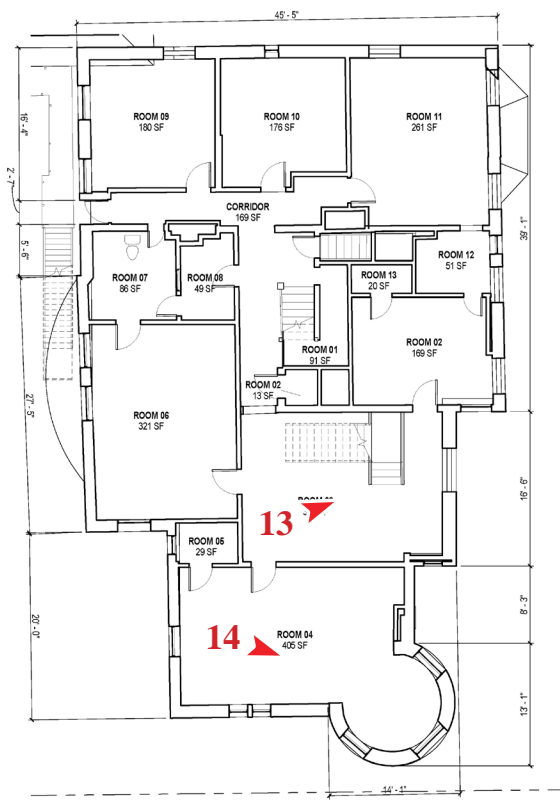 45' - 5"
ROOM 09
180 SF
ROOM 10
176 SF
ROOM 11
261 SF
16' - 4"
2' - 7"
CORRIDOR
169 SF
39' - 1"
5' - 6"
ROOM 07
86 SF
ROOM 08
49 SF
ROOM 12
51 SF
ROOM 13
20 SF
ROOM 02
169 SF
ROOM 01
91 SF
ROOM 02
13 SF
27' - 5"
ROOM 06
321 SF
16' - 6"
13
ROOM 05
29 SF
8' - 3"
20' - 0"
14
ROOM 04
405 SF
13' - 1"
14' - 1"